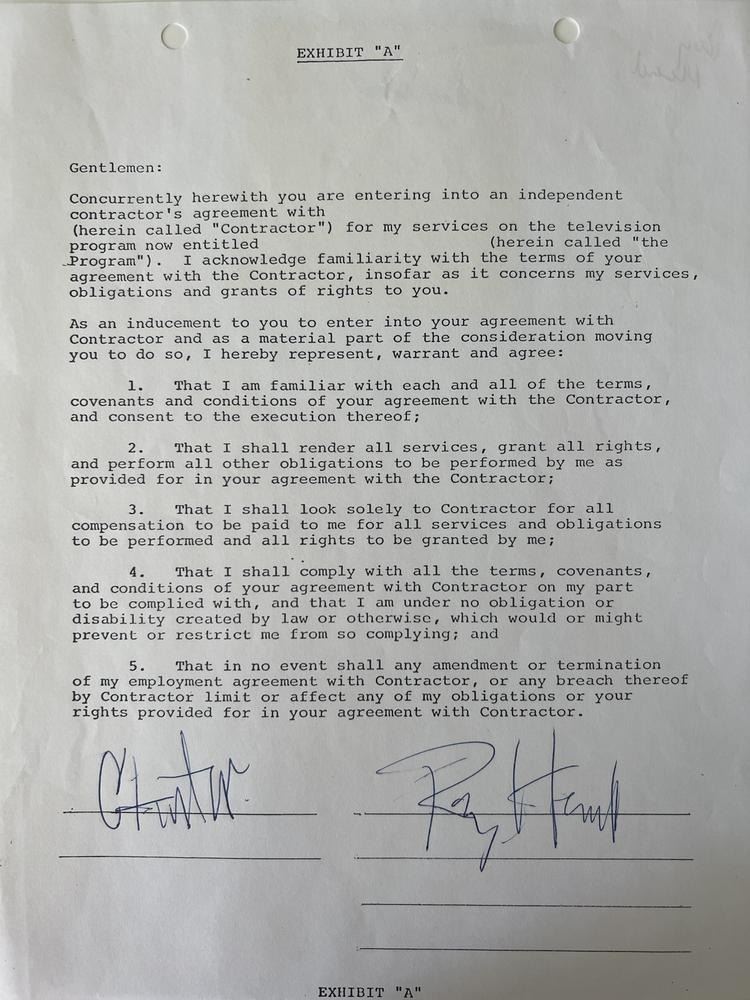 EXHIBIT "A"
Gentlemen:
Concurrently herewith you are entering into an independent
contractor's agreement with
(herein called "Contractor") for my services on the television
program now entitled (herein called "the
Program"). I acknowledge familiarity with the terms of your
agreement with the Contractor, insofar as it concerns my services,
obligations and grants of rights to you.
As an inducement to you to enter into your agreement with
Contractor and as a material part of the consideration moving
you to do so, I hereby represent, warrant and agree:
1. That I am familiar with each and all of the terms,
covenants and conditions of your agreement with the Contractor,
and consent to the execution thereof;
2. That I shall render all services, grant all rights,
and perform all other obligations to be performed by me as
provided for in your agreement with the Contractor;
3. That I shall look solely to Contractor for all
compensation to be paid to me for all services and obligations
to be performed and all rights to be granted by me;
4. That I shall comply with all the terms, covenants,
and conditions of your agreement with Contractor on my part
to be complied with, and that I am under no obligation or
disability created by law or otherwise, which would or might
prevent or restrict me from so complying; and
5. That in no event shall any amendment or termination
of my employment agreement with Contractor, or any breach thereof
by Contractor limit or affect any of my obligations or your
rights provided for in your agreement with Contractor.
EXHIBIT "A"